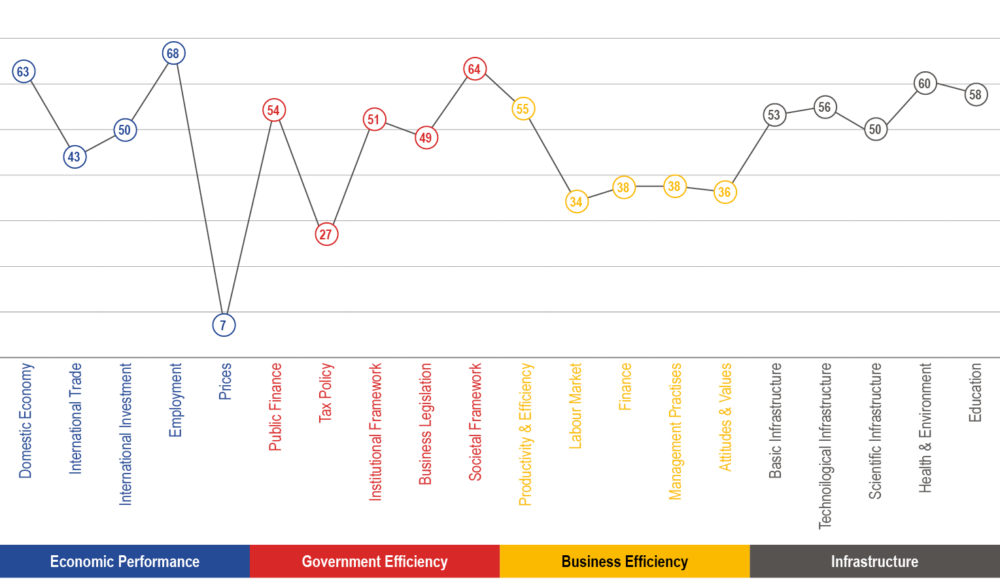 63
43
50
68
7
54
27
51
49
64
55
34
38
38
36
53
56
50
60
58
Domestic Economy
International Trade
International Investment
Employment
Prices
Public Finance
Tax Policy
Institutional Framework
Business Legislation
Societal Framework
Productivity & Efficiency
Labour Market
Finance
Management Practises
Attitudes & Values
Basic Infrastructure
Technoilogical Infrastructure
Scientific Infrastructure
Health & Environment
Education
Economic Performance
Government Efficiency
Business Efficiency
Infrastructure